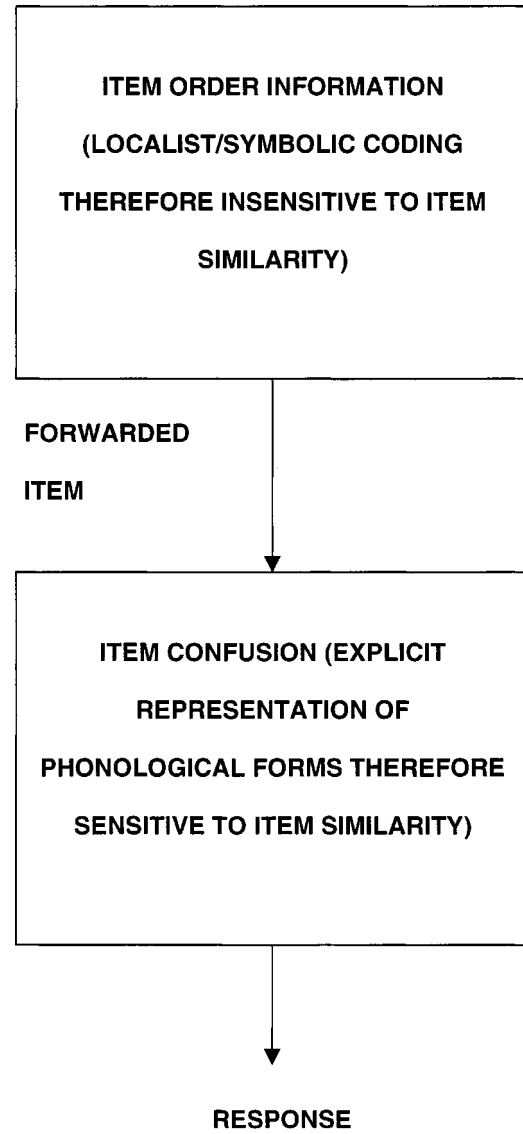 ITEM ORDER INFORMATION
(LOCALIST/SYMBOLIC CODING
THEREFORE INSENSITIVE TO ITEM
SIMILARITY)
FORWARDED
ITEM
ITEM CONFUSION (EXPLICIT
REPRESENTATION OF
PHONOLOGICAL FORMS THEREFORE
SENSITIVE TO ITEM SIMILARITY)
RESPONSE